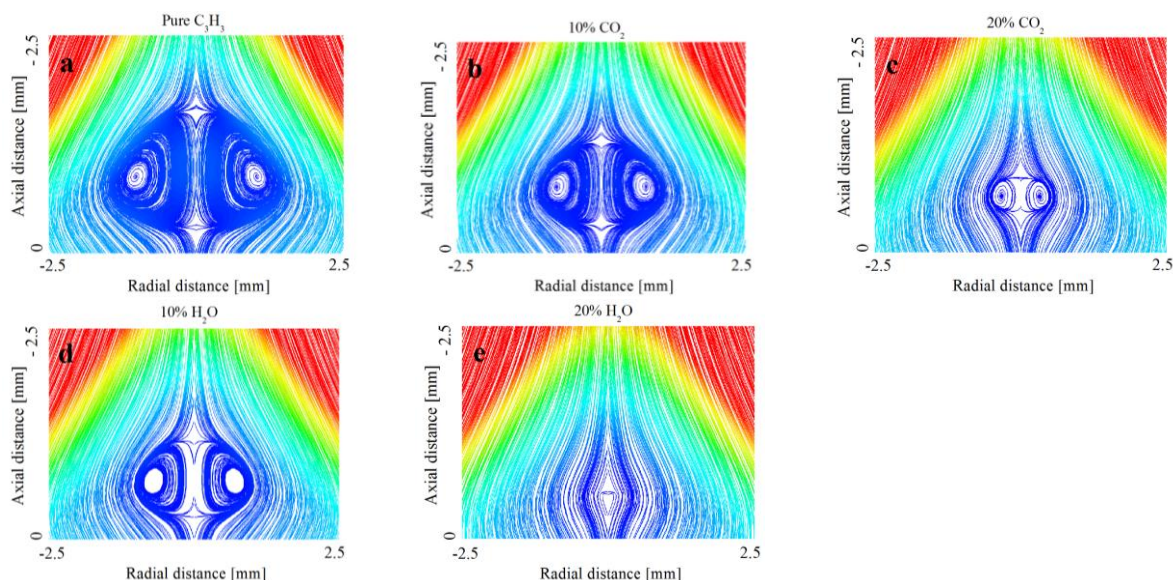 Pure C₃H₃
a
- 2.5
Axial distance [mm]
0
-2.5
2.5
Radial distance [mm]
10% CO₂
b
- 2.5
Axial distance [mm]
0
-2.5
2.5
Radial distance [mm]
20% CO₂
c
- 2.5
Axial distance [mm]
0
-2.5
2.5
Radial distance [mm]
10% H₂O
d
- 2.5
Axial distance [mm]
0
-2.5
2.5
Radial distance [mm]
20% H₂O
e
- 2.5
Axial distance [mm]
0
-2.5
2.5
Radial distance [mm]